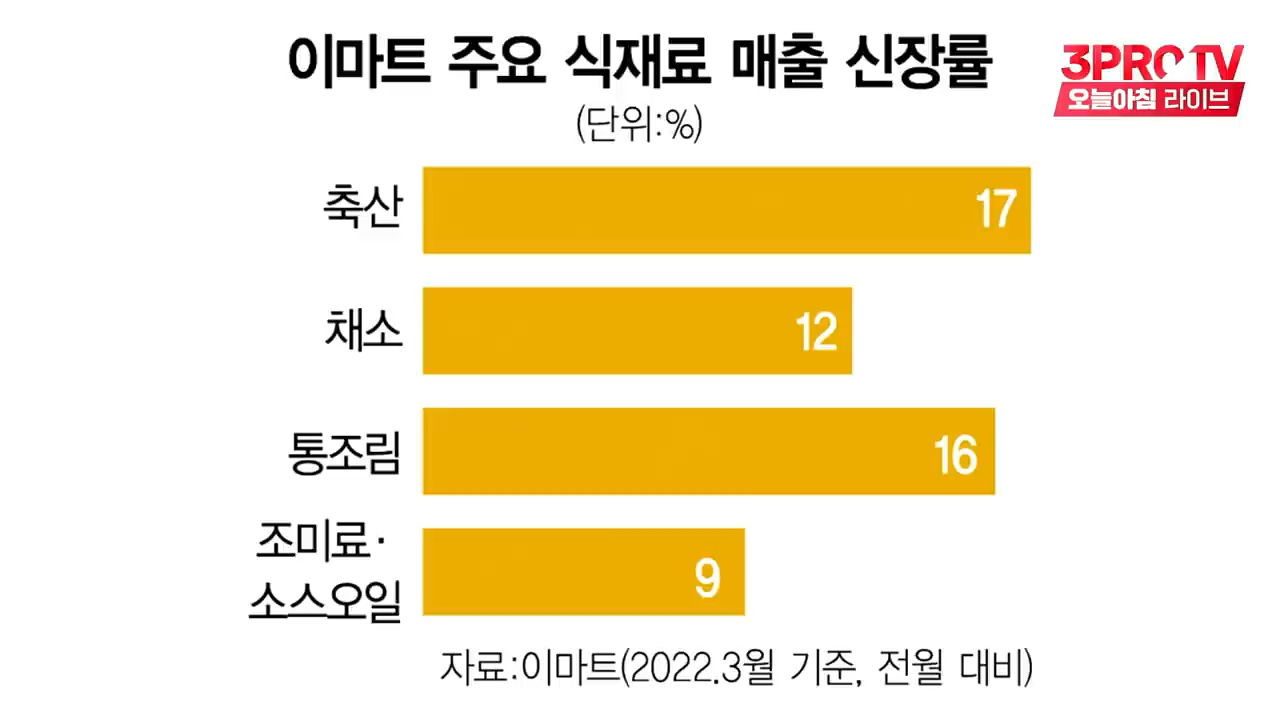 이마트 주요 식재료 매출 신장률
(단위:%)
3PROTV
오늘아침 라이브
축산
17
채소
12
통조림
16
조미료·
소스오일
9
자료:이마트(2022.3월 기준, 전월 대비)